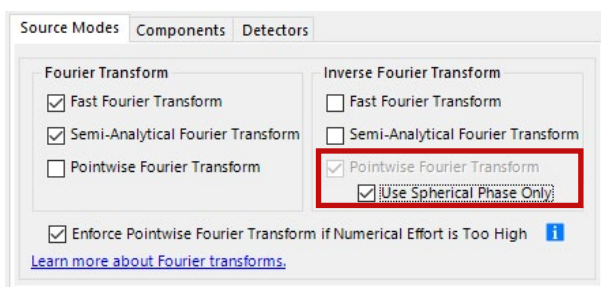 Source Modes Components Detectors
Fourier Transform Inverse Fourier Transform
Fast Fourier Transform Fast Fourier Transform
Semi-Analytical Fourier Transform Semi-Analytical Fourier Transform
Pointwise Fourier Transform Pointwise Fourier Transform
Use Spherical Phase Only
Enforce Pointwise Fourier Transform if Numerical Effort is Too High i
Learn more about Fourier transforms.